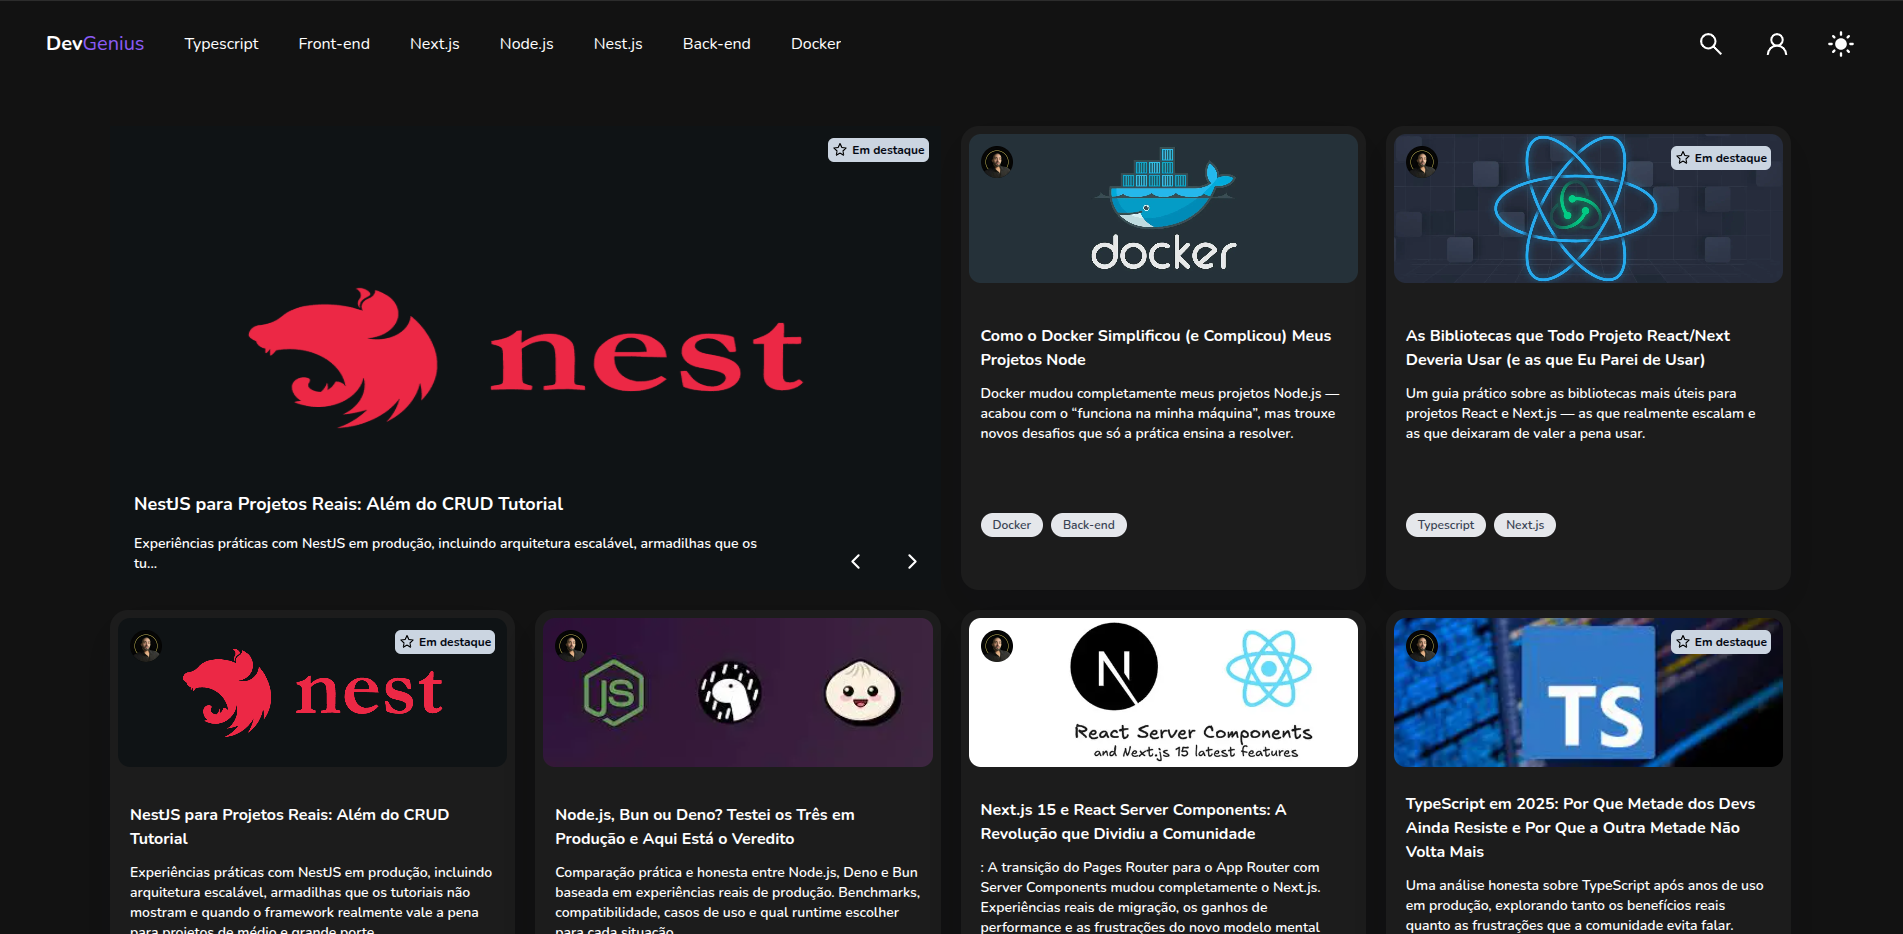 DevGenius
Typescript
Front-end
Next.js
Node.js
Nest.js
Back-end
Docker
Em destaque
nest
NestJS para Projetos Reais: Além do CRUD Tutorial
Experiências práticas com NestJS em produção, incluindo arquitetura escalável, armadilhas que os
tu...
docker
Como o Docker Simplificou (e Complicou) Meus
Projetos Node
Docker mudou completamente meus projetos Node.js —
acabou com o “funciona na minha máquina”, mas trouxe
novos desafios que só a prática ensina a resolver.
Docker
Back-end
Em destaque
As Bibliotecas que Todo Projeto React/Next
Deveria Usar (e as que Eu Parei de Usar)
Um guia prático sobre as bibliotecas mais úteis para
projetos React e Next.js — as que realmente escalam e
as que deixaram de valer a pena usar.
Typescript
Next.js
Em destaque
nest
NestJS para Projetos Reais: Além do CRUD
Tutorial
Experiências práticas com NestJS em produção, incluindo
arquitetura escalável, armadilhas que os tutoriais não
mostram e quando o framework realmente vale a pena
para projetos de médio e grande porte.
JS
Node.js, Bun ou Deno? Testei os Três em
Produção e Aqui Está o Veredito
Comparação prática e honesta entre Node.js, Deno e Bun
baseada em experiências reais de produção. Benchmarks,
compatibilidade, casos de uso e qual runtime escolher
para cada situação.
N
React Server Components
and Next.js 15 latest features
Next.js 15 e React Server Components: A
Revolução que Dividiu a Comunidade
: A transição do Pages Router para o App Router com
Server Components mudou completamente o Next.js.
Experiências reais de migração, os ganhos de
performance e as frustrações do novo modelo mental
Em destaque
TS
TypeScript em 2025: Por Que Metade dos Devs
Ainda Resiste e Por Que a Outra Metade Não
Volta Mais
Uma análise honesta sobre TypeScript após anos de uso
em produção, explorando tanto os benefícios reais
quanto as frustrações que a comunidade evita falar.